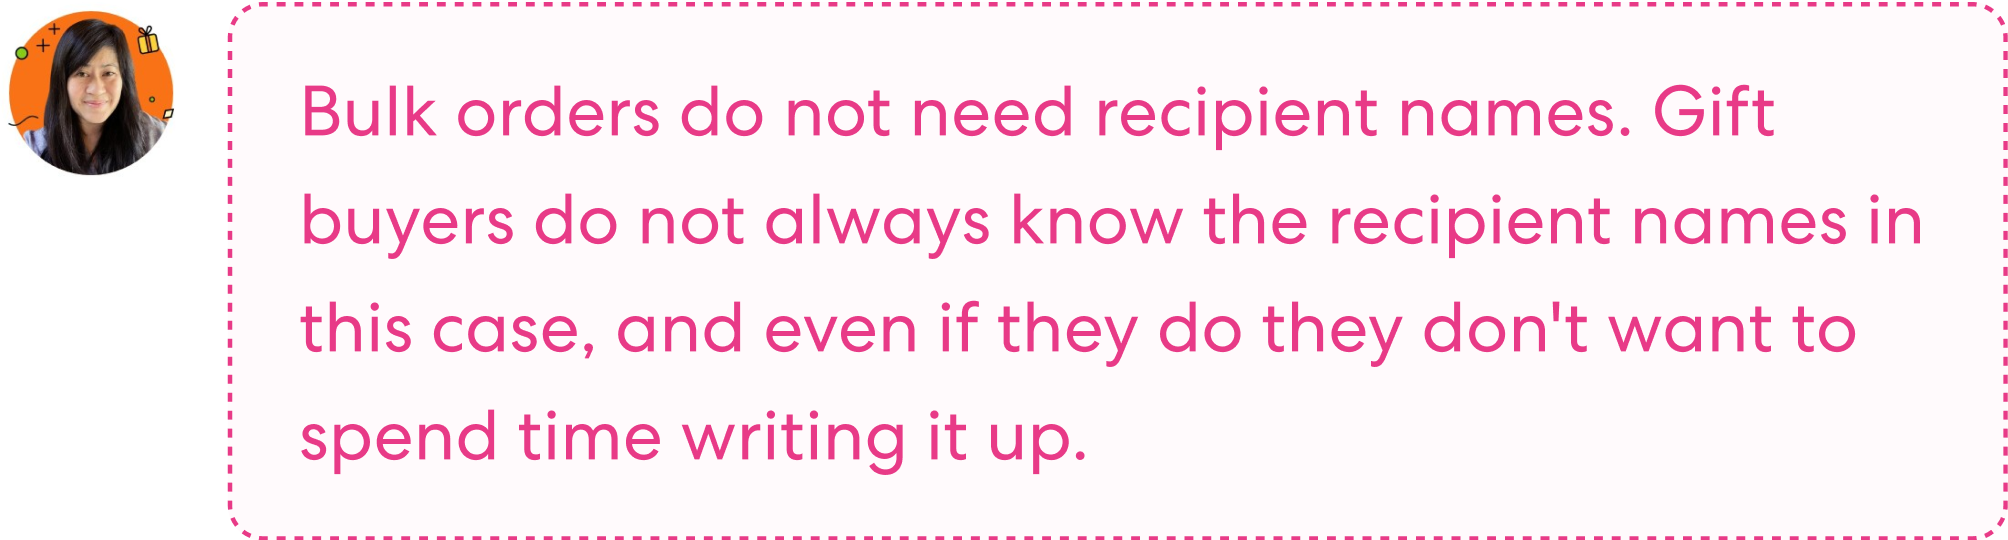 Bulk orders do not need recipient names. Gift
buyers do not always know the recipient names in
this case, and even if they do they don't want to
spend time writing it up.